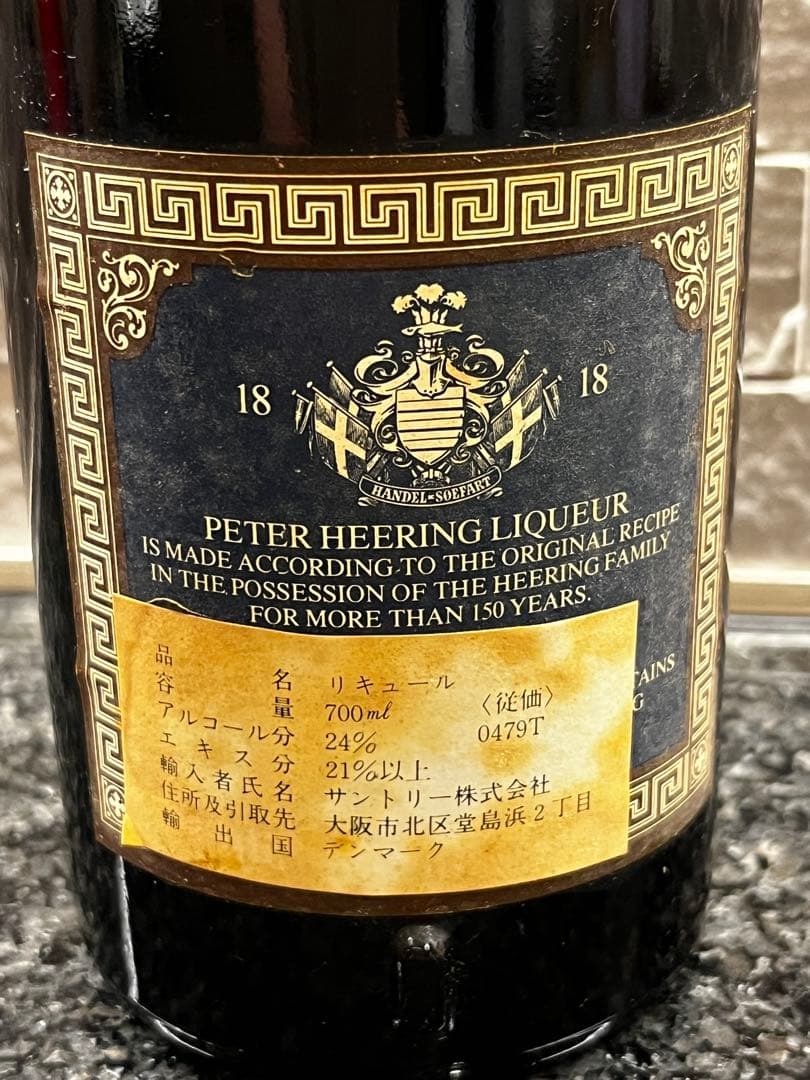 18 18
HANDEL = SØEFART
PETER HEERING LIQUEUR
IS MADE ACCORDING TO THE ORIGINAL RECIPE
IN THE POSSESSION OF THE HEERING FAMILY
FOR MORE THAN 150 YEARS.
品名 リキュール
容量 700ml 〈従価〉
アルコール分 24% 0479T
エキス分 21%以上
輸入者氏名 サントリー株式会社
住所及引取先 大阪市北区堂島浜2丁目
輸出国 デンマーク